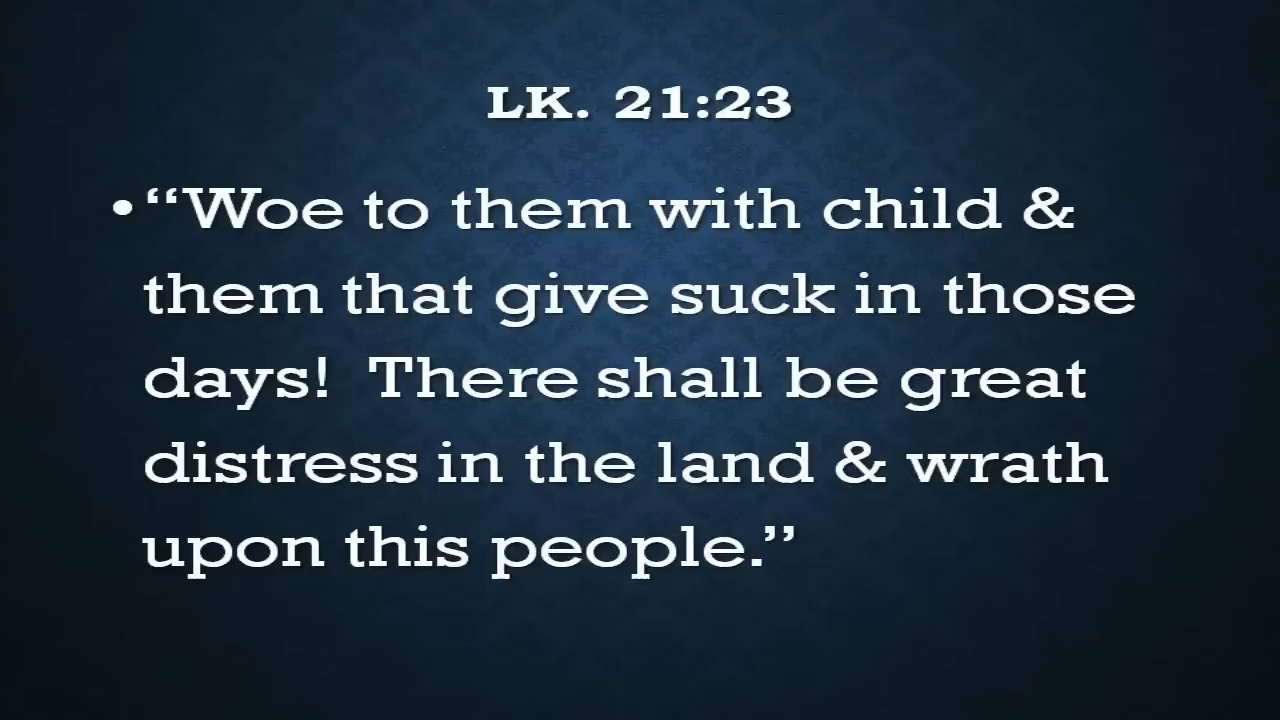 LK. 21:23
•“Woe to them with child &
them that give suck in those
days!  There shall be great
distress in the land & wrath
upon this people.”